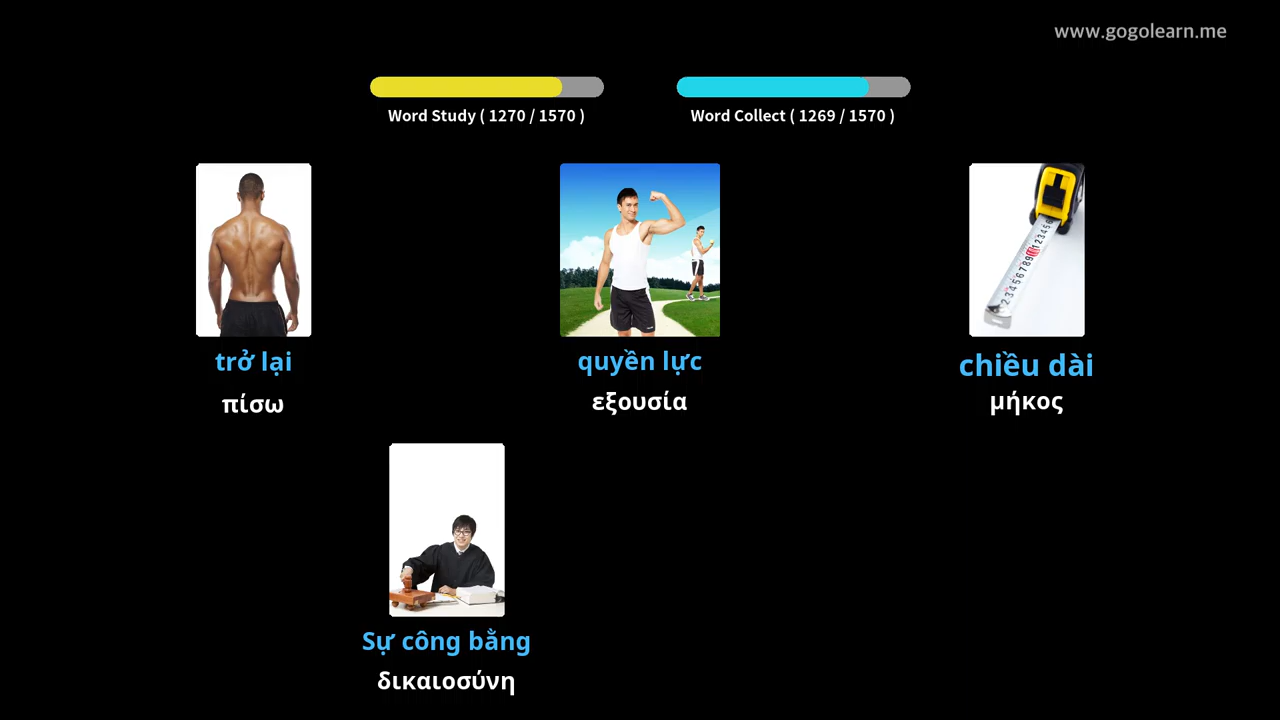 www.gogolearn.me
Word Study ( 1270 / 1570 )
Word Collect ( 1269 / 1570 )
trở lại
πίσω
quyền lực
εξουσία
chiều dài
μήκος
Sự công bằng
δικαιοσύνη